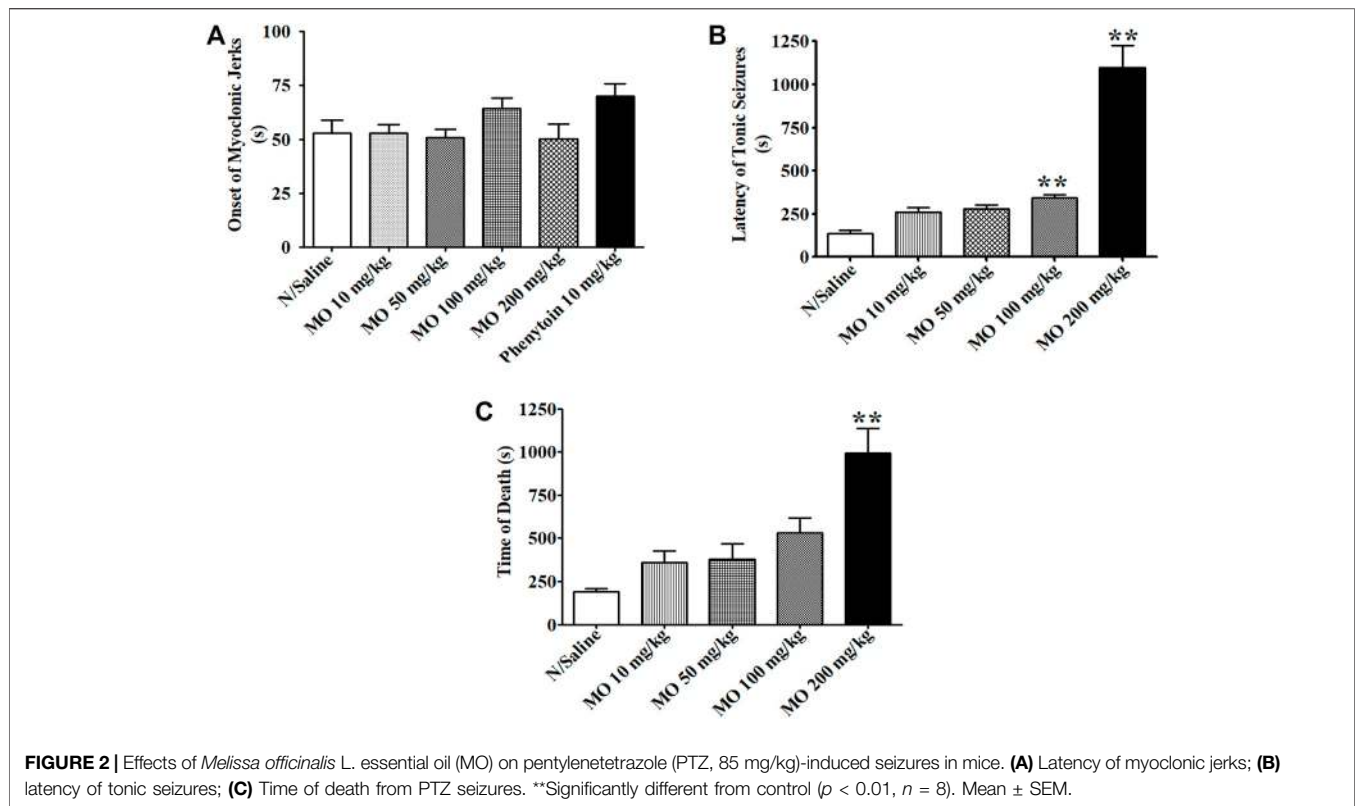 A
100
75
50
25
0
Onset of Myoclonic Jerks
(s)
N/Saline
MO 10 mg/kg
MO 50 mg/kg
MO 100 mg/kg
MO 200 mg/kg
Phenytoin 10 mg/kg
B
1250
1000
750
500
250
0
Latency of Tonic Seizures
(s)
**
**
N/Saline
MO 10 mg/kg
MO 50 mg/kg
MO 100 mg/kg
MO 200 mg/kg
C
1250
1000
750
500
250
0
Time of Death (s)
**
N/Saline
MO 10 mg/kg
MO 50 mg/kg
MO 100 mg/kg
MO 200 mg/kg
FIGURE 2 | Effects of Melissa officinalis L. essential oil (MO) on pentylenetetrazole (PTZ, 85 mg/kg)-induced seizures in mice. (A) Latency of myoclonic jerks; (B)
latency of tonic seizures; (C) Time of death from PTZ seizures. **Significantly different from control (p < 0.01, n = 8). Mean ± SEM.